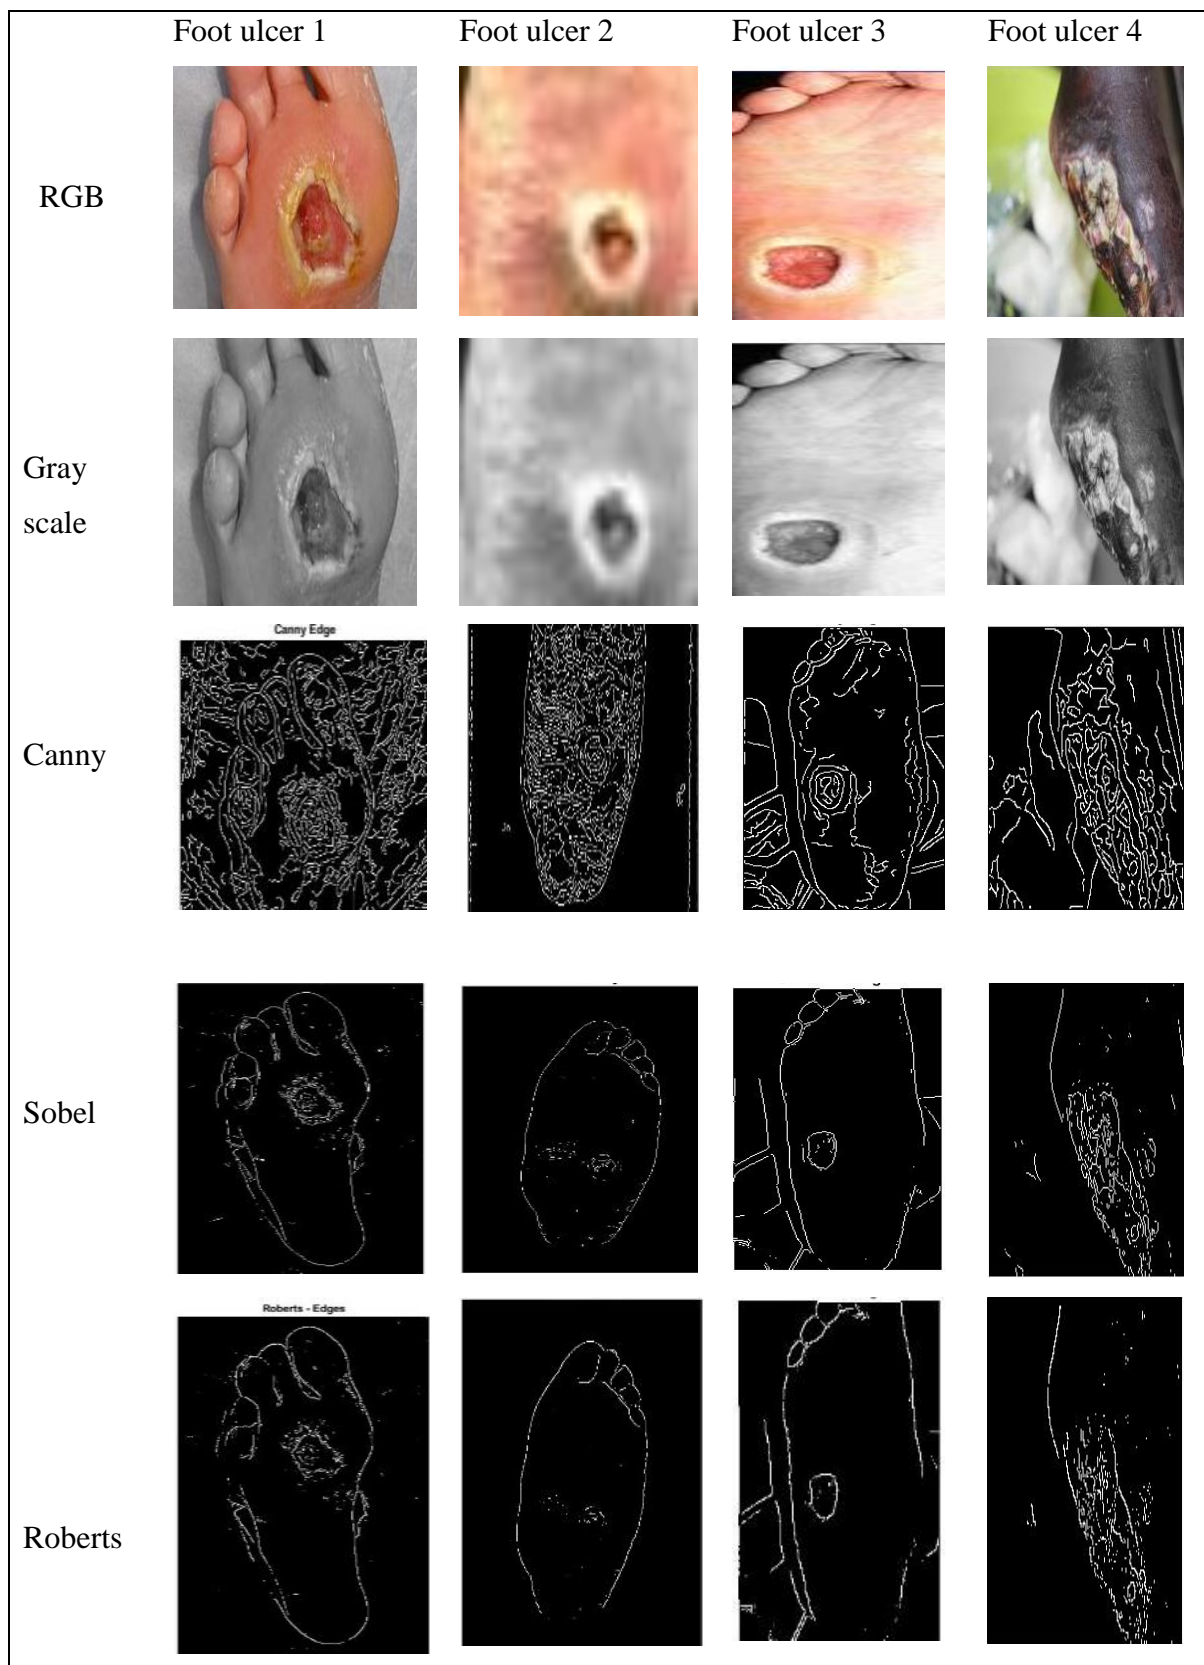 Foot ulcer 1 Foot ulcer 2 Foot ulcer 3 Foot ulcer 4
RGB
Gray
scale
Canny Edge
Canny
Sobel
Roberts - Edges
Roberts